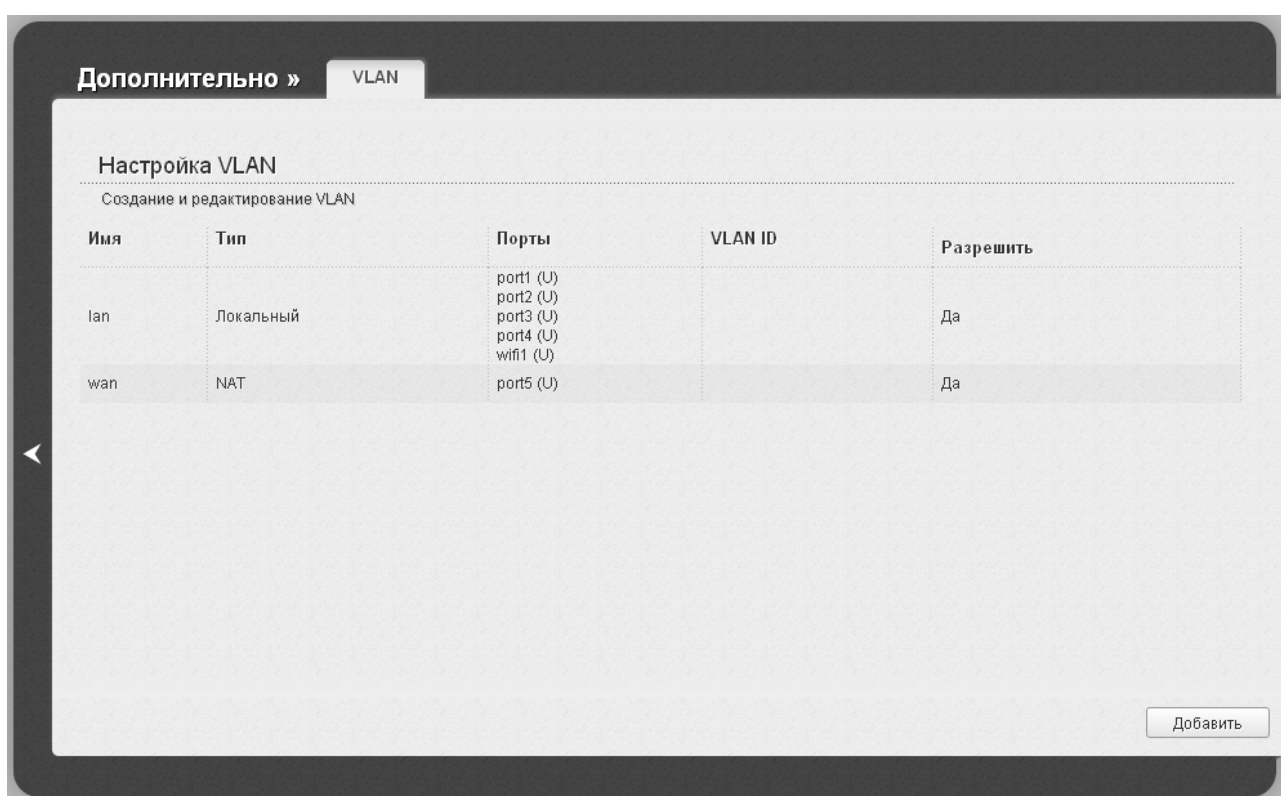 Дополнительно » VLAN
Настройка VLAN
Создание и редактирование VLAN
Имя Тип Порты VLAN ID Разрешить
lan Локальный port1 (U) Да
port2 (U)
port3 (U)
port4 (U)
wifi1 (U)
wan NAT port5 (U) Да
Добавить